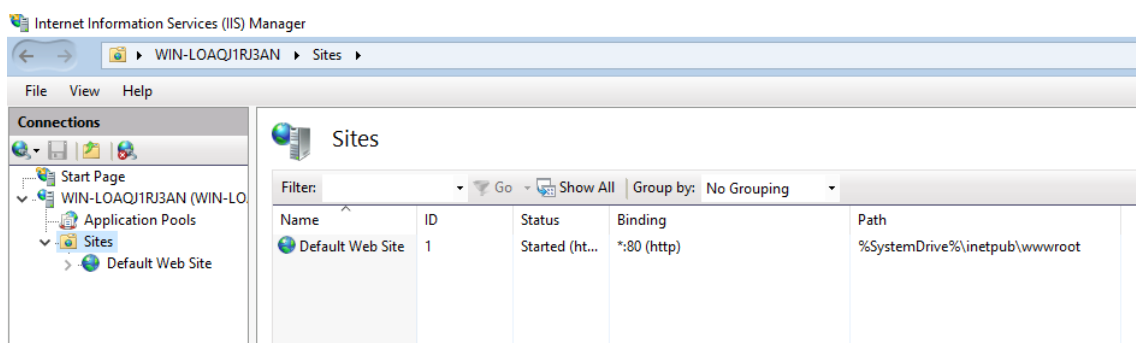 Internet Information Services (IIS) Manager
WIN-LOAQJ1RJ3AN Sites
File View Help
Connections
Start Page
WIN-LOAQJ1RJ3AN (WIN-LO
Application Pools
Sites
Default Web Site
Sites
Filter: Go Show All Group by: No Grouping
Name ID Status Binding Path
Default Web Site 1 Started (ht... *:80 (http) %SystemDrive%\inetpub\wwwroot